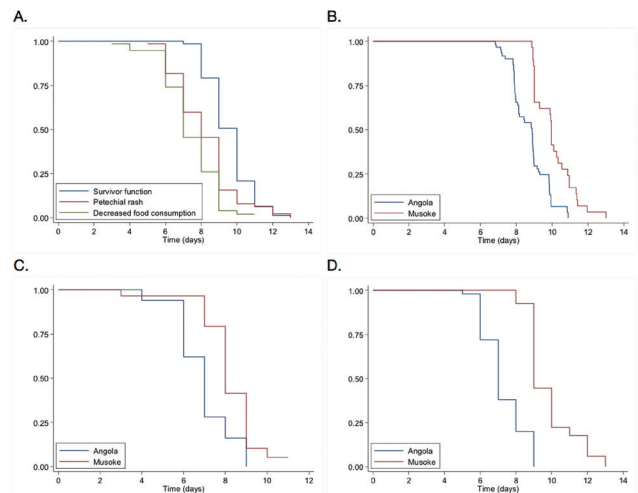 A.
1.00
0.75
0.50
0.25
0.00
Survivor function
Petechial rash
Decreased food consumption
0 2 4 6 8 10 12 14
Time (days)
B.
1.00
0.75
0.50
0.25
0.00
Angola
Musoke
0 2 4 6 8 10 12 14
Time (days)
C.
1.00
0.75
0.50
0.25
0.00
Angola
Musoke
0 2 4 6 8 10 12 14
Time (days)
D.
1.00
0.75
0.50
0.25
0.00
Angola
Musoke
0 2 4 6 8 10 12 14
Time (days)